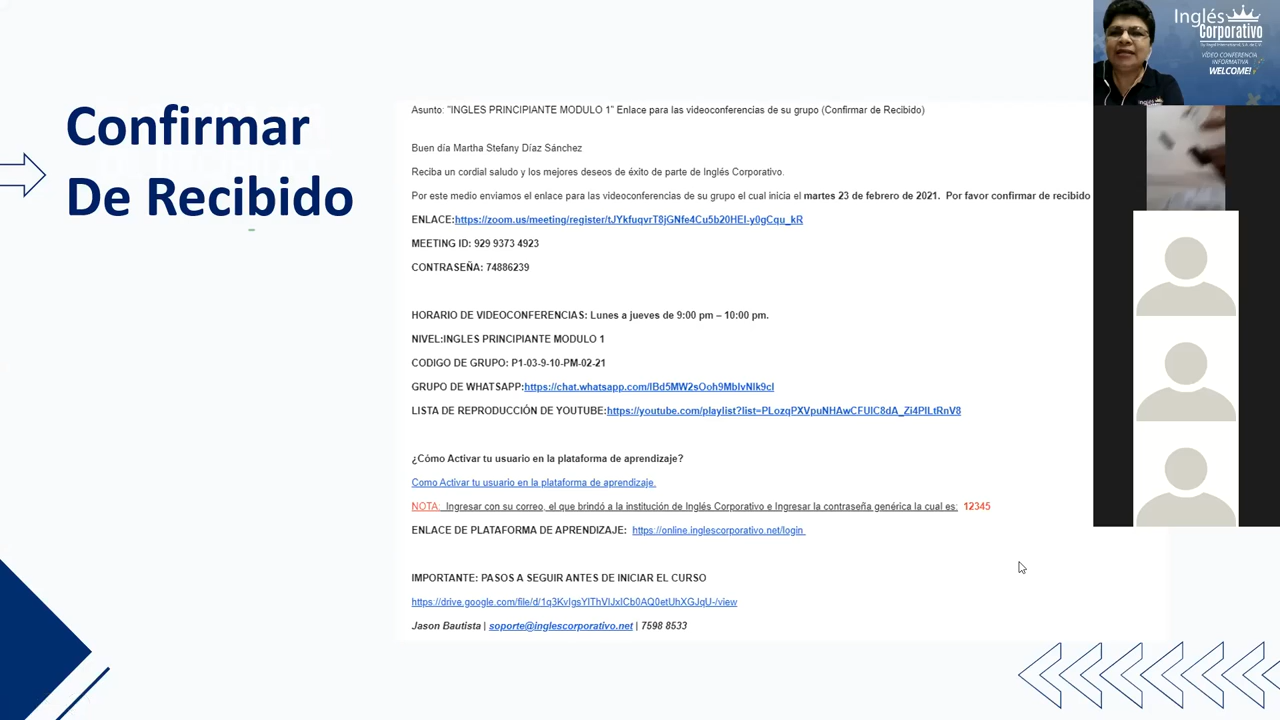 Confirmar
De Recibido
Asunto: "INGLES PRINCIPIANTE MODULO 1" Enlace para las videoconferencias de su grupo (Confirmar de Recibido)
Buen día Martha Stefany Díaz Sánchez
Reciba un cordial saludo y los mejores deseos de éxito de parte de Inglés Corporativo.
Por este medio enviamos el enlace para las videoconferencias de su grupo el cual inicia el martes 23 de febrero de 2021. Por favor confirmar de recibido
ENLACE:https://zoom.us/meeting/register/tJYkfuqvrT8jGNfe4Cu5b20HEI-y0gCqu_kR
MEETING ID: 929 9373 4923
CONTRASEÑA: 74886239
HORARIO DE VIDEOCONFERENCIAS: Lunes a jueves de 9:00 pm – 10:00 pm.
NIVEL:INGLES PRINCIPIANTE MODULO 1
CODIGO DE GRUPO: P1-03-9-10-PM-02-21
GRUPO DE WHATSAPP:https://chat.whatsapp.com/IBd5MW2sOoh9MbIvNlk9cI
LISTA DE REPRODUCCIÓN DE YOUTUBE:https://youtube.com/playlist?list=PLozqPXVpuNHAwCFUIC8dA_Zi4PILtRnV8
¿Cómo Activar tu usuario en la plataforma de aprendizaje?
Como Activar tu usuario en la plataforma de aprendizaje.
NOTA: Ingresar con su correo, el que brindó a la institución de Inglés Corporativo e Ingresar la contraseña genérica la cual es: 12345
ENLACE DE PLATAFORMA DE APRENDIZAJE: https://online.inglescorporativo.net/login
IMPORTANTE: PASOS A SEGUIR ANTES DE INICIAR EL CURSO
https://drive.google.com/file/d/1q3KvIgsYIThVIJxICb0AQ0etUhXGJqU-/view
Jason Bautista | soporte@inglescorporativo.net | 7598 8533
Inglés
Corporativo
VÍDEO CONFERENCIA
INFORMATIVA
WELCOME!